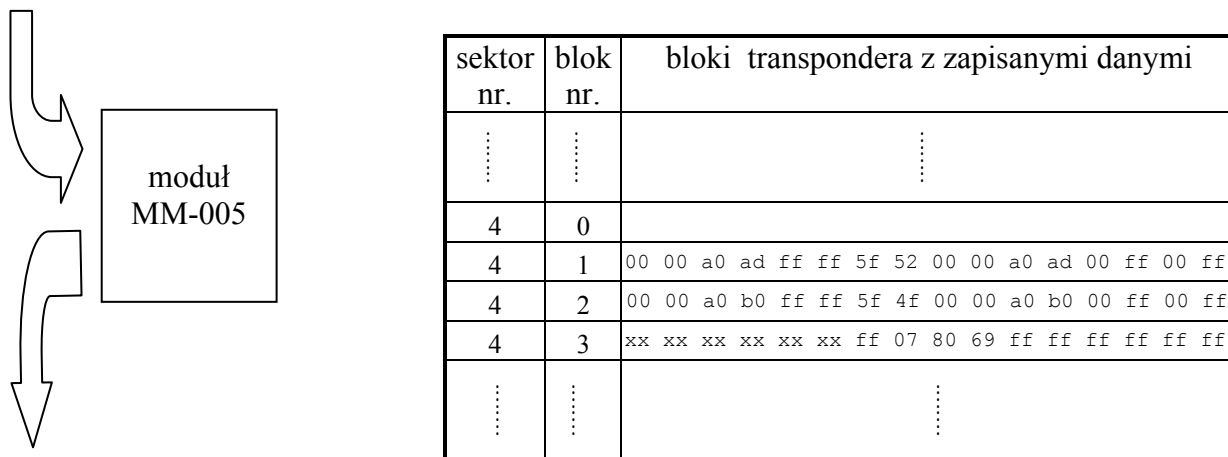 moduł
MM-005
sektor nr. blok nr. bloki transpondera z zapisanymi danymi
4 0
4 1 00 00 a0 ad ff ff 5f 52 00 00 a0 ad 00 ff 00 ff
4 2 00 00 a0 b0 ff ff 5f 4f 00 00 a0 b0 00 ff 00 ff
4 3 xx xx xx xx xx xx ff 07 80 69 ff ff ff ff ff ff